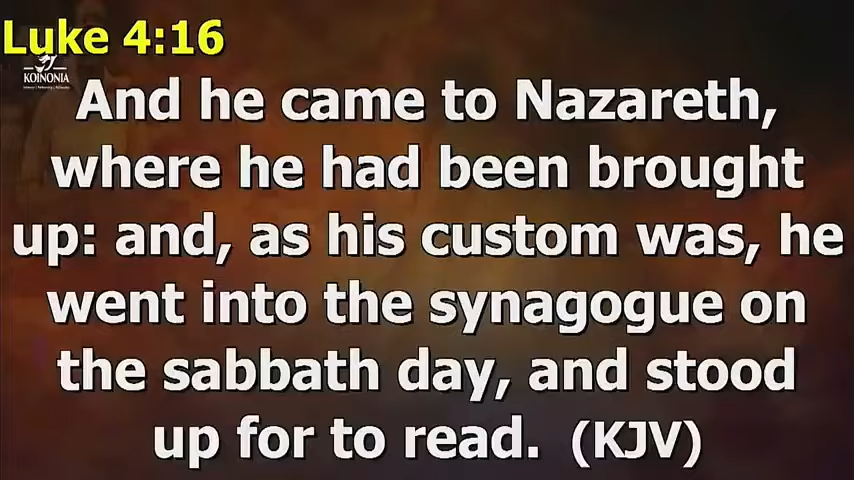 Luke 4:16
KOINONIA
And he came to Nazareth,
where he had been brought
up: and, as his custom was, he
went into the synagogue on
the sabbath day, and stood
up for to read. (KJV)